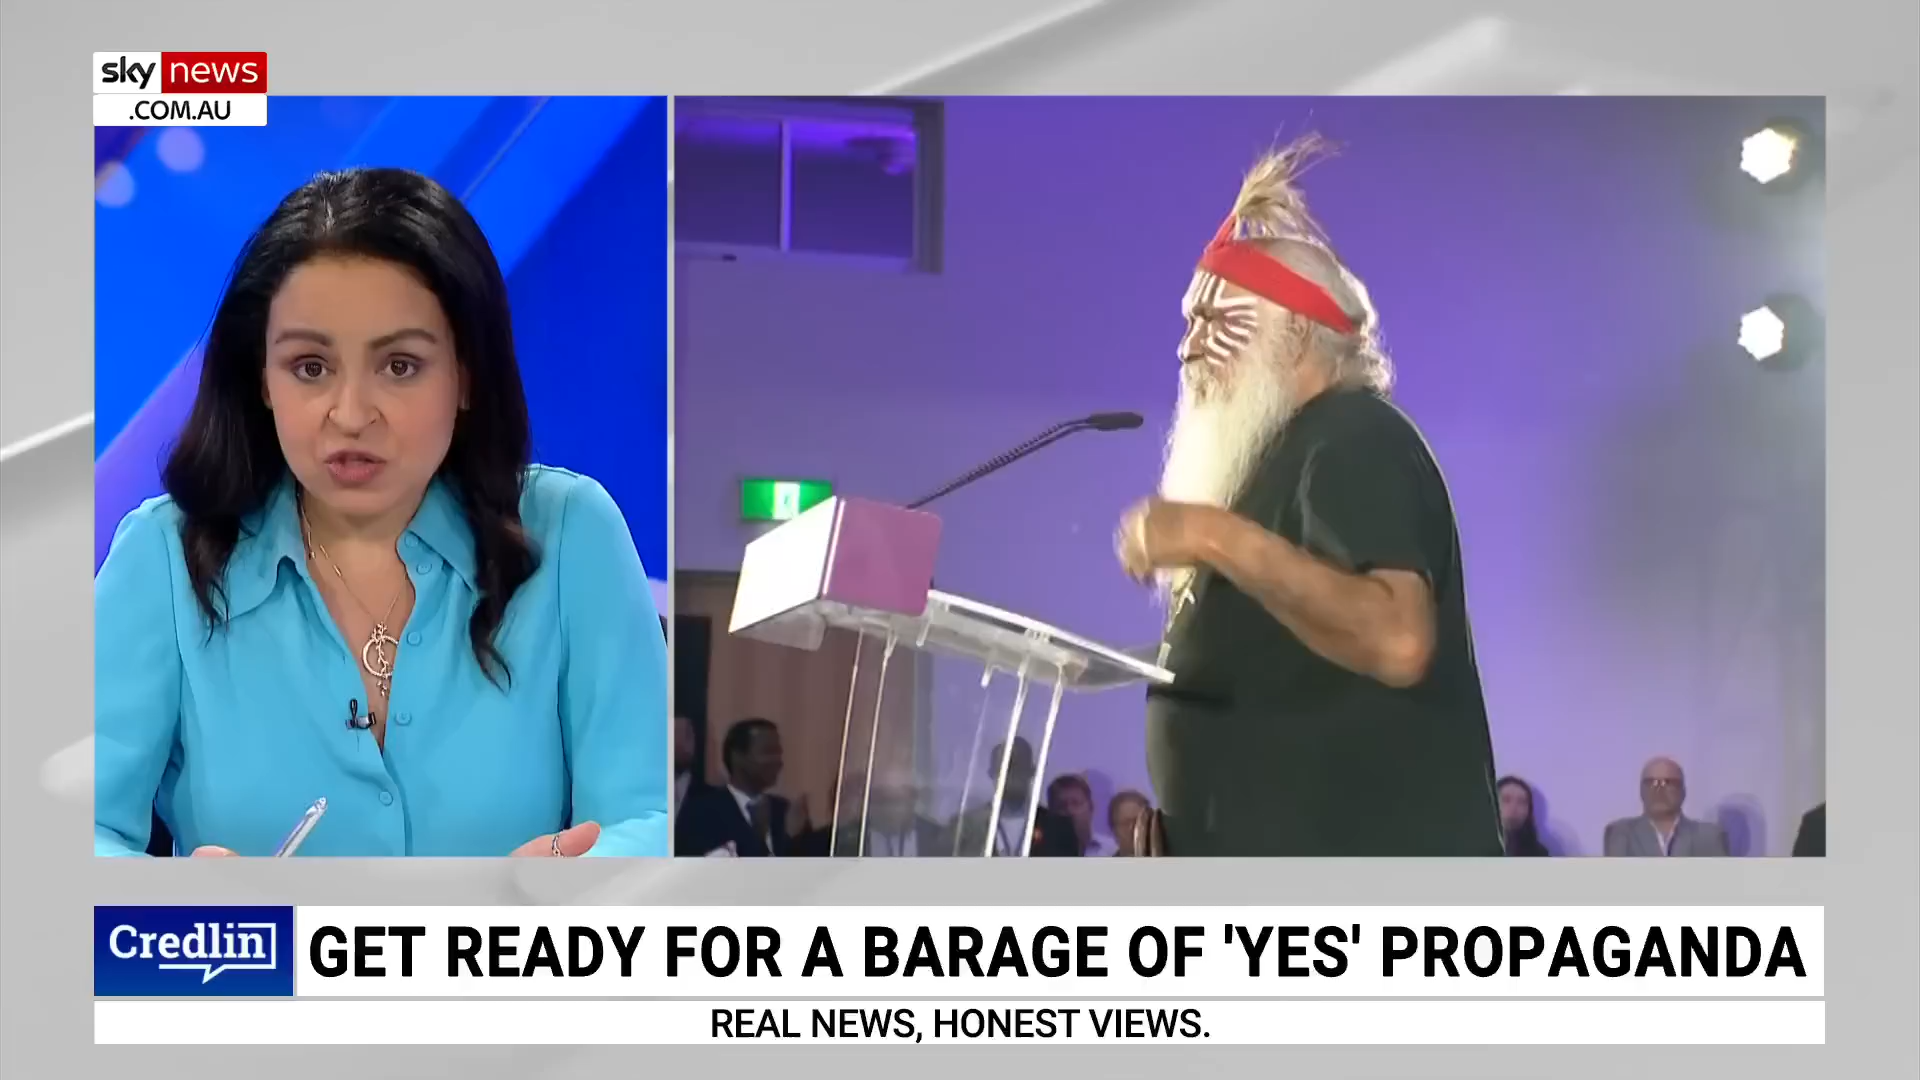 sky news
.COM.AU
Credlin
GET READY FOR A BARAGE OF 'YES' PROPAGANDA
REAL NEWS, HONEST VIEWS.